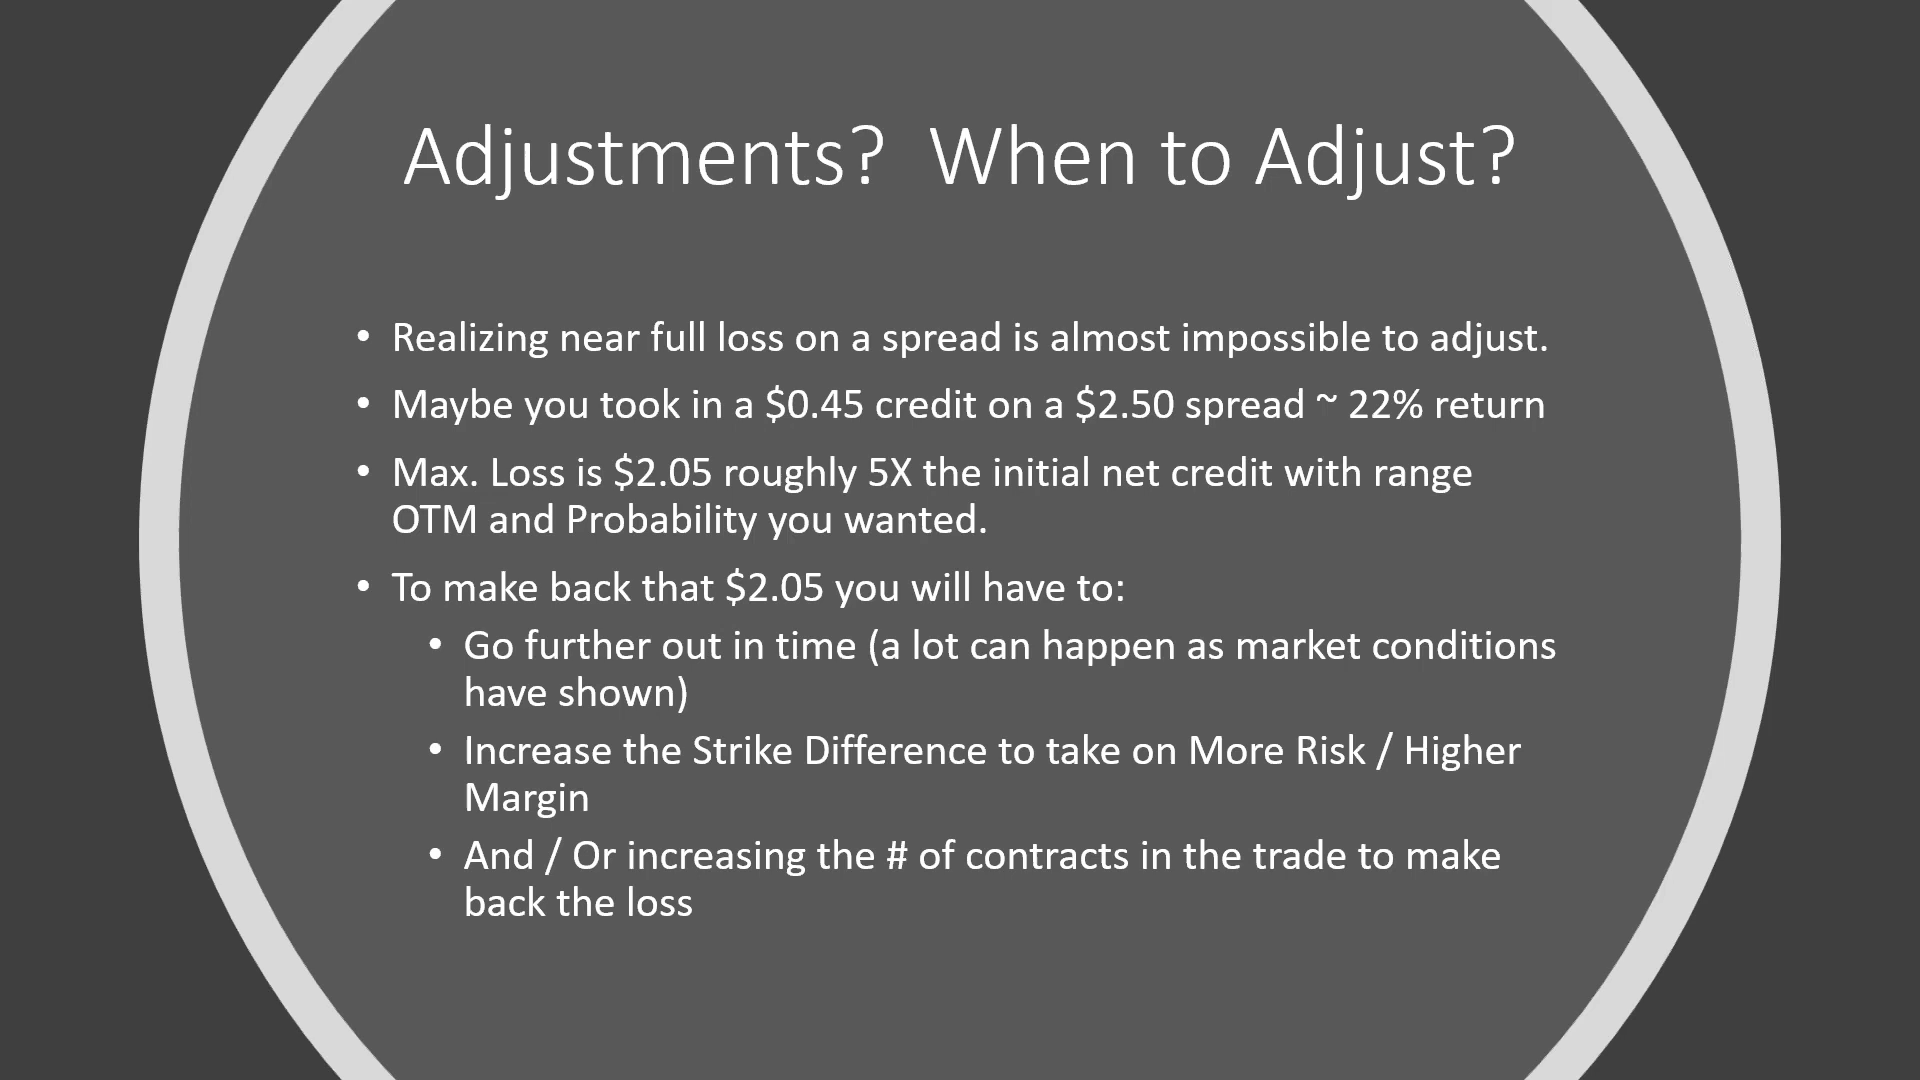 Adjustments? When to Adjust?
• Realizing near full loss on a spread is almost impossible to adjust.
• Maybe you took in a $0.45 credit on a $2.50 spread ~ 22% return
• Max. Loss is $2.05 roughly 5X the initial net credit with range
OTM and Probability you wanted.
• To make back that $2.05 you will have to:
• Go further out in time (a lot can happen as market conditions
have shown)
• Increase the Strike Difference to take on More Risk / Higher
Margin
• And / Or increasing the # of contracts in the trade to make
back the loss